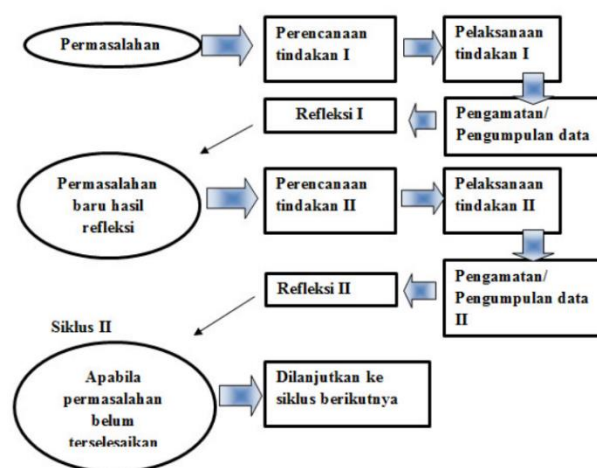 Permasalahan
Perencanaan
tindakan I
Pelaksanaan
tindakan I
Refleksi I
Pengamatan/
Pengumpulan data
Permasalahan
baru hasil
refleksi
Perencanaan
tindakan II
Pelaksanaan
tindakan II
Refleksi II
Pengamatan/
Pengumpulan data
II
Siklus II
Apabila
permasalahan
belum
terselesaikan
Dilanjutkan ke
siklus berikutnya